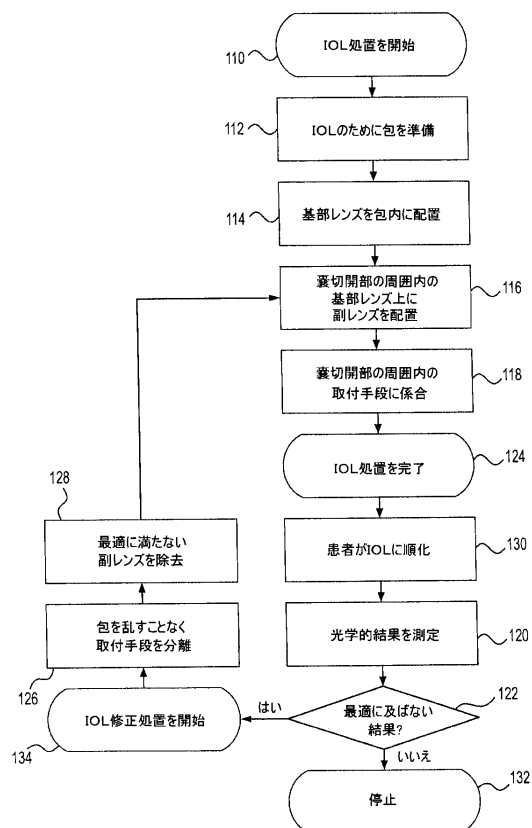 IOL処置を開始
110
IOLのために包を準備
112
基部レンズを包内に配置
114
嚢切開部の周囲内の
基部レンズ上に
副レンズを配置
116
嚢切開部の周囲内の
取付手段に係合
118
IOL処置を完了
124
患者がIOLに順化
130
光学的結果を測定
120
最適に及ばない
結果?
122
はい
いいえ
停止
132
IOL修正処置を開始
134
包を乱すことなく
取付手段を分離
126
最適に満たない
副レンズを除去
128